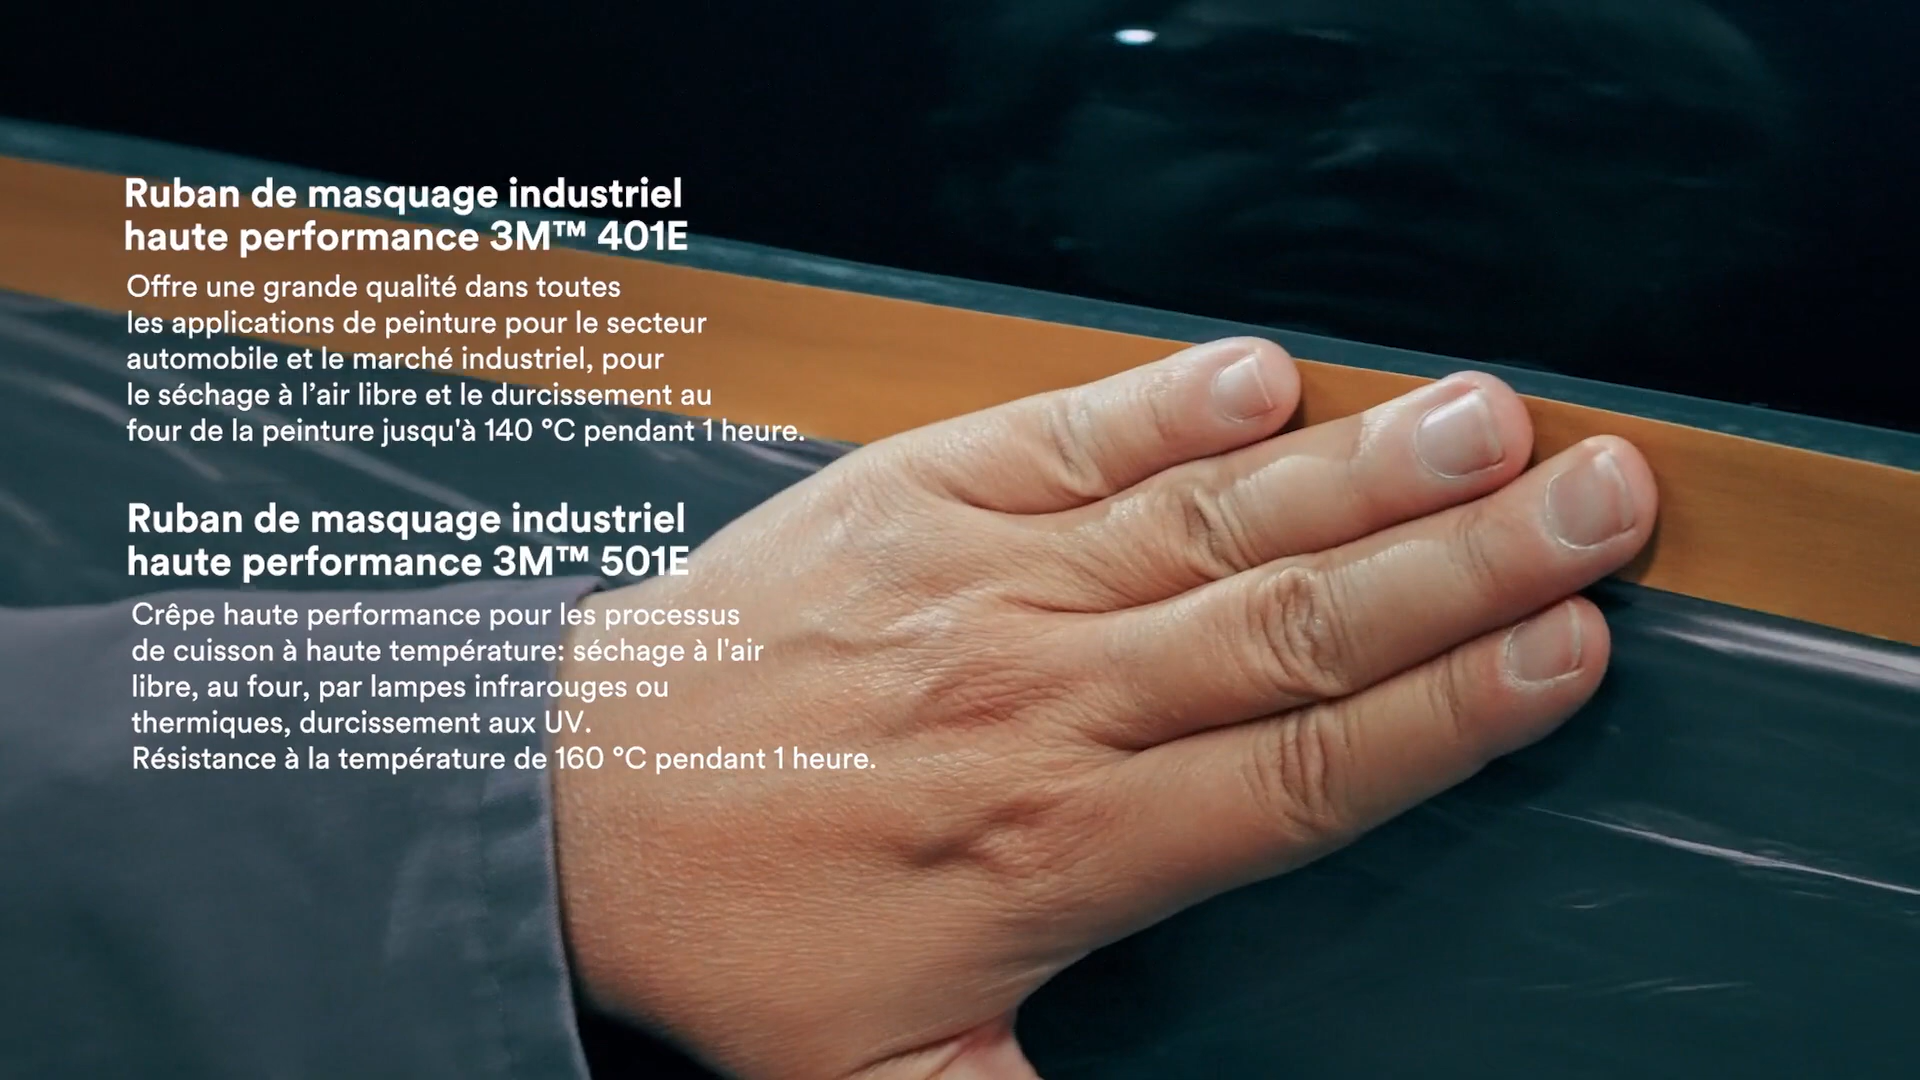 Ruban de masquage industriel
haute performance 3M™ 401E
Offre une grande qualité dans toutes
les applications de peinture pour le secteur
automobile et le marché industriel, pour
le séchage à l’air libre et le durcissement au
four de la peinture jusqu'à 140 °C pendant 1 heure.
Ruban de masquage industriel
haute performance 3M™ 501E
Crêpe haute performance pour les processus
de cuisson à haute température: séchage à l'air
libre, au four, par lampes infrarouges ou
thermiques, durcissement aux UV.
Résistance à la température de 160 °C pendant 1 heure.